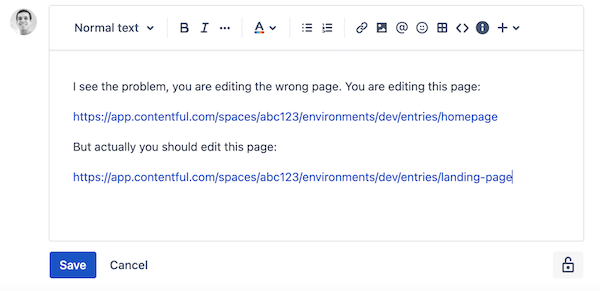 Normal text
B I A
I see the problem, you are editing the wrong page. You are editing this page:
https://app.contentful.com/spaces/abc123/environments/dev/entries/homepage
But actually you should edit this page:
https://app.contentful.com/spaces/abc123/environments/dev/entries/landing-page
Save Cancel